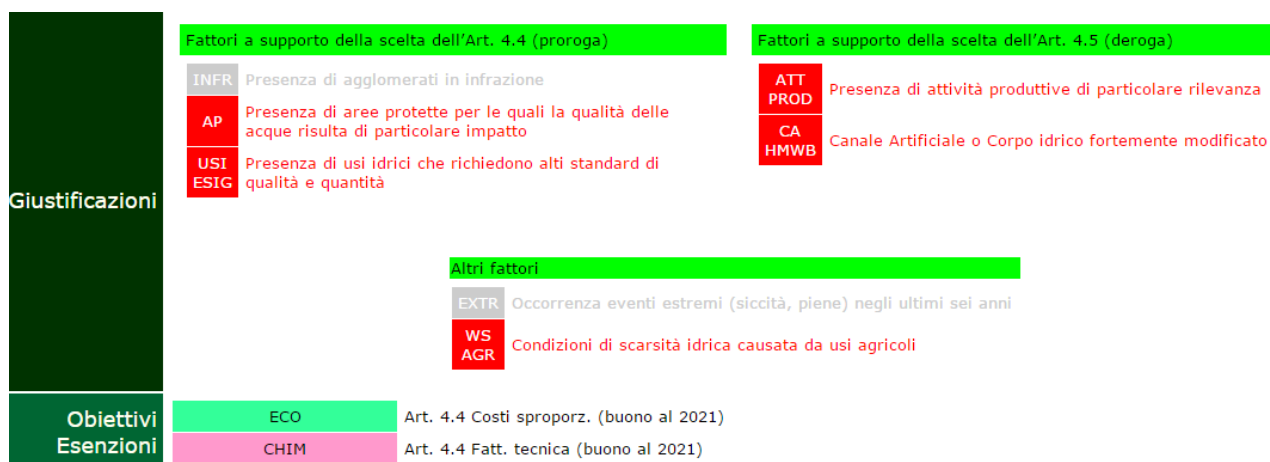 Giustificazioni
Fattori a supporto della scelta dell'Art. 4.4 (proroga)
INFR Presenza di agglomerati in infrazione
AP Presenza di aree protette per le quali la qualità delle
acque risulta di particolare impatto
USI
ESIG
Presenza di usi idrici che richiedono alti standard di
qualità e quantità
Fattori a supporto della scelta dell'Art. 4.5 (deroga)
ATT
PROD
Presenza di attività produttive di particolare rilevanza
CA
HMWB
Canale Artificiale o Corpo idrico fortemente modificato
Altri fattori
EXTR Occorrenza eventi estremi (siccità, piene) negli ultimi sei anni
WS
AGR
Condizioni di scarsità idrica causata da usi agricoli
Obiettivi
Esenzioni
ECO Art. 4.4 Costi sproporz. (buono al 2021)
CHIM Art. 4.4 Fatt. tecnica (buono al 2021)